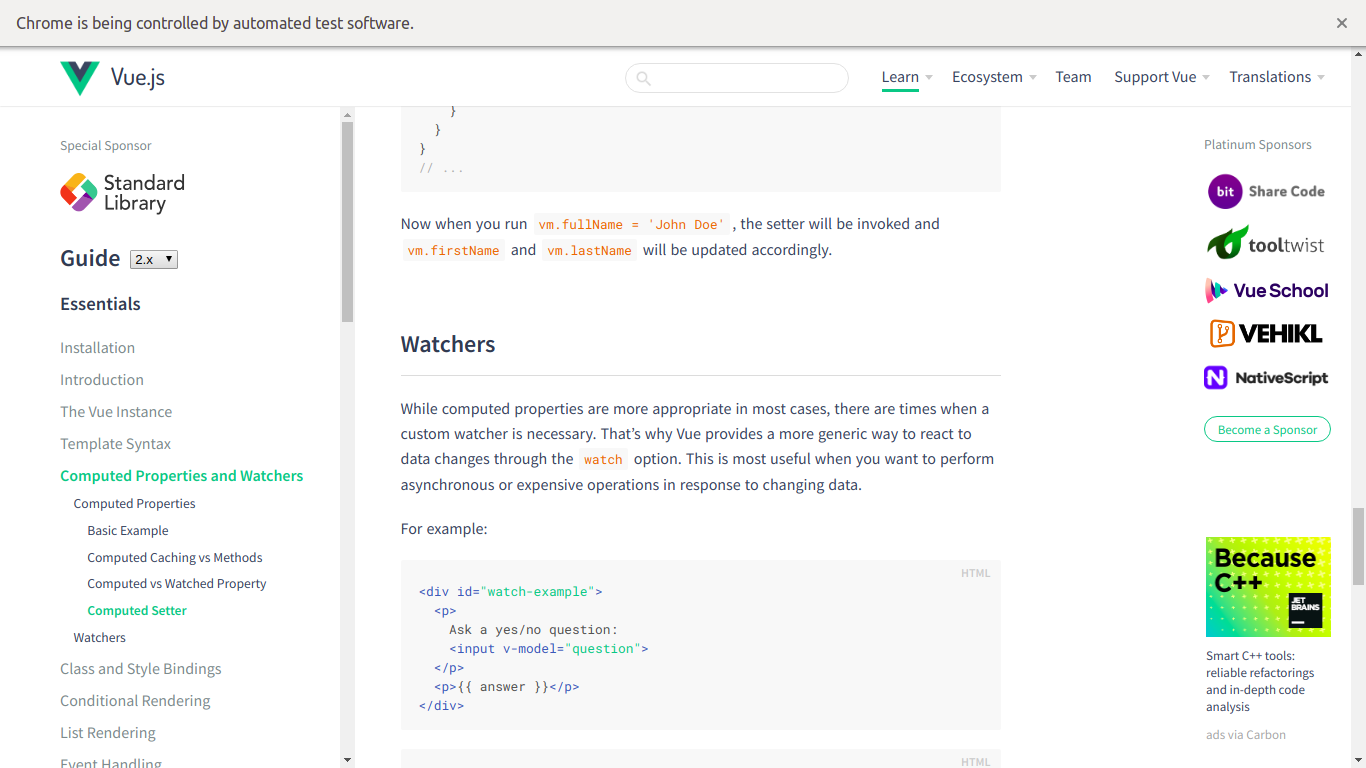 Chrome is being controlled by automated test software.
Vue.js
Learn
Ecosystem
Team
Support Vue
Translations
Special Sponsor
Standard
Library
Guide 2.x
Essentials
Installation
Introduction
The Vue Instance
Template Syntax
Computed Properties and Watchers
Computed Properties
Basic Example
Computed Caching vs Methods
Computed vs Watched Property
Computed Setter
Watchers
Class and Style Bindings
Conditional Rendering
List Rendering
Event Handling
}
}
}
// ...
Now when you run vm.fullName = 'John Doe' , the setter will be invoked and
vm.firstName and vm.lastName will be updated accordingly.
Watchers
While computed properties are more appropriate in most cases, there are times when a
custom watcher is necessary. That’s why Vue provides a more generic way to react to
data changes through the watch option. This is most useful when you want to perform
asynchronous or expensive operations in response to changing data.
For example:
HTML
<div id="watch-example">
<p>
Ask a yes/no question:
<input v-model="question">
</p>
<p>{{ answer }}</p>
</div>
HTML
Platinum Sponsors
bit Share Code
tooltwist
Vue School
VEHIKL
NativeScript
Become a Sponsor
Because
C++
JET
BRAINS
Smart C++ tools:
reliable refactorings
and in-depth code
analysis
ads via Carbon